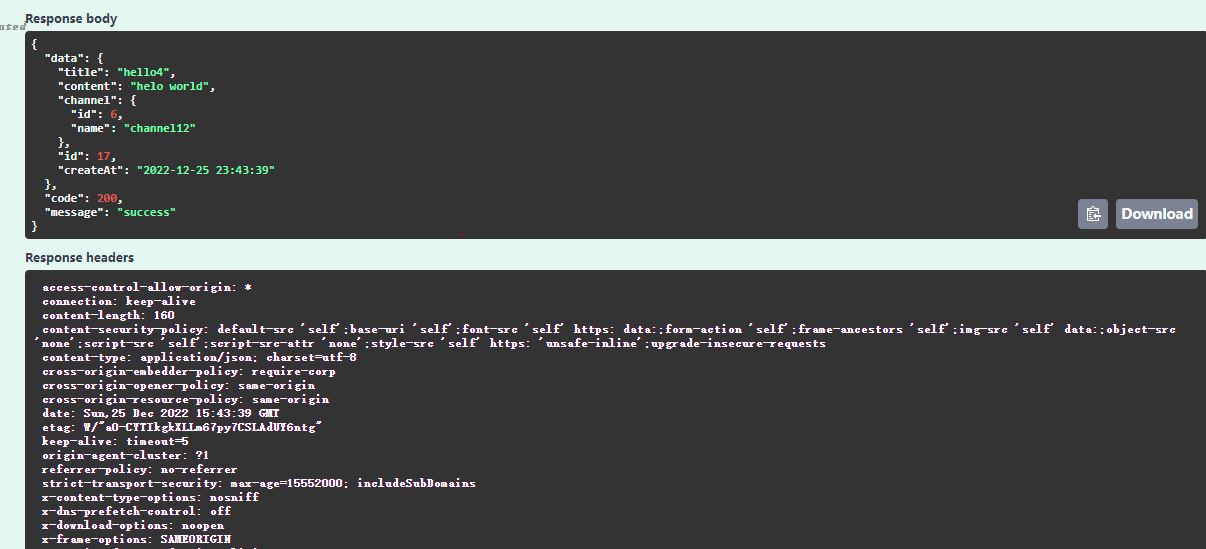 Response body
{
  "data": {
    "title": "hello4",
    "content": "helo world",
    "channel": {
      "id": 6,
      "name": "channel12"
    },
    "id": 17,
    "createAt": "2022-12-25 23:43:39"
  },
  "code": 200,
  "message": "success"
}
Download
Response headers
access-control-allow-origin: *
connection: keep-alive
content-length: 160
content-security-policy: default-src 'self';base-uri 'self';font-src 'self' https: data:;form-action 'self';frame-ancestors 'self';img-src 'self' data:;object-src
'none';script-src 'self';script-src-attr 'none';style-src 'self' https: 'unsafe-inline';upgrade-insecure-requests
content-type: application/json; charset=utf-8
cross-origin-embedder-policy: require-corp
cross-origin-opener-policy: same-origin
cross-origin-resource-policy: same-origin
date: Sun,25 Dec 2022 15:43:39 GMT
etag: W/"a0-CYTIkgkXLLm67py7CSLAdUY6ntg"
keep-alive: timeout=5
origin-agent-cluster: ?1
referrer-policy: no-referrer
strict-transport-security: max-age=15552000; includeSubDomains
x-content-type-options: nosniff
x-dns-prefetch-control: off
x-download-options: noopen
x-frame-options: SAMEORIGIN